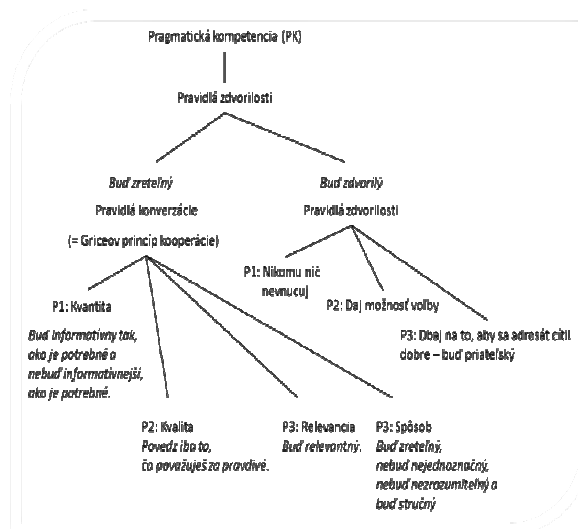 Pragmatická kompetencia (PK)
Pravidlá zdvorilosti
Buď zreteľný
Pravidlá konverzácie
(= Griceov princíp kooperácie)
Buď zdvorilý
Pravidlá zdvorilosti
P1: Kvantita
Buď informatívny tak,
ako je potrebné a
nebuď informatívnejší,
ako je potrebné.
P2: Kvalita
Povedz iba to,
čo považuješ za pravdivé.
P3: Relevancia
Buď relevantný.
P3: Spôsob
Buď zreteľný,
nebuď nejednoznačný,
nebuď nezrozumiteľný a
buď stručný
P1: Nikomu nič
nevnucuj
P2: Daj možnosť voľby
P3: Dbaj na to, aby sa adresát cítil
dobre – buď priateľský